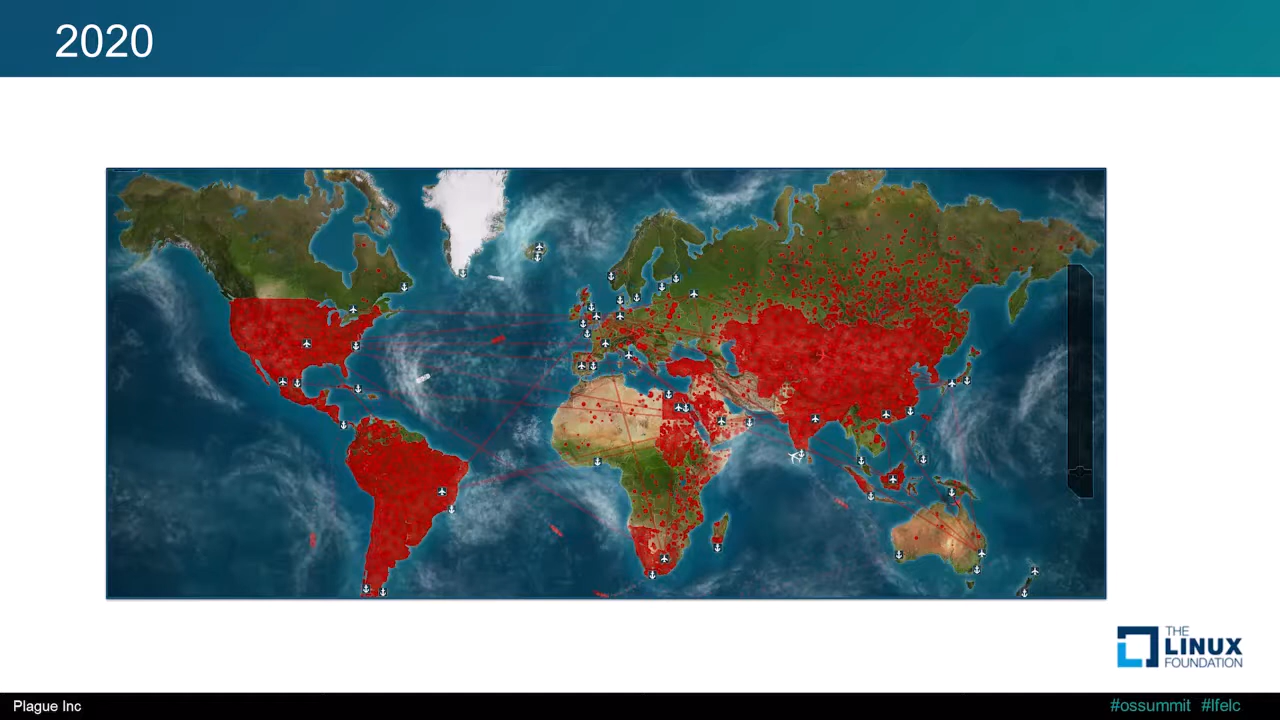 2020
THE
LINUX
FOUNDATION
Plague Inc
#ossummit #lfelc